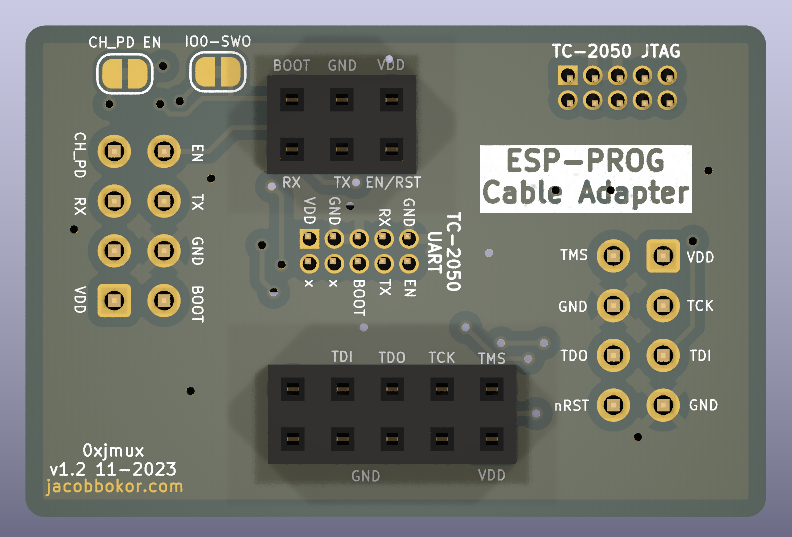 CH_PD EN
IO0-SWO
TC-2050 JTAG
BOOT GND VDD
CH_PD
EN
RX TX EN/RST
ESP-PROG
Cable Adapter
RX
TX
VDD GND RX GND
TC-2050
UART
GND
TMS
VDD
x x BOOT TX EN
VDD
BOOT
GND
TCK
TDI TDO TCK TMS
TDO
TDI
nRST
GND
0xjmux
v1.2 11-2023
jacobbokor.com
GND VDD